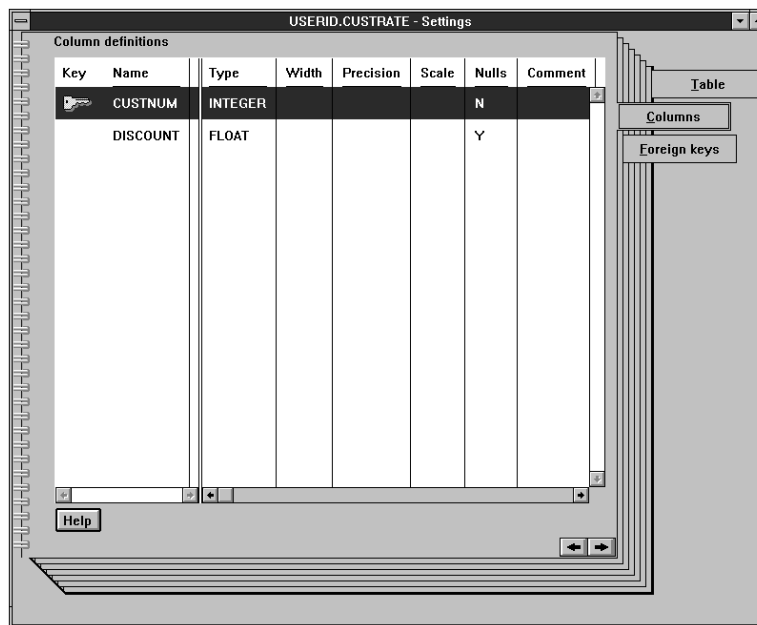 USERID.CUSTRATE - Settings
Column definitions
Key Name Type Width Precision Scale Nulls Comment
CUSTNUM INTEGER N
DISCOUNT FLOAT Y
Table
Columns
Foreign keys
Help